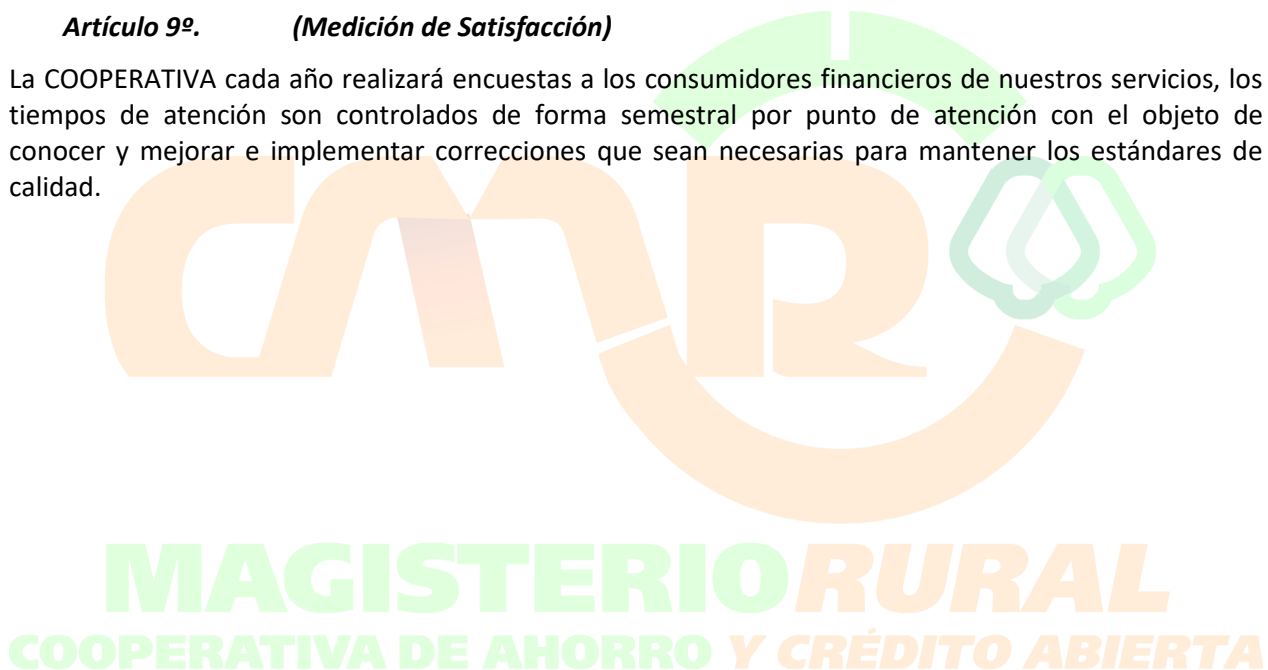 Artículo 9º. (Medición de Satisfacción)
La COOPERATIVA cada año realizará encuestas a los consumidores financieros de nuestros servicios, los
tiempos de atención son controlados de forma semestral por punto de atención con el objeto de
conocer y mejorar e implementar correcciones que sean necesarias para mantener los estándares de
calidad.
CMR
MAGISTERIO RURAL
COOPERATIVA DE AHORRO Y CRÉDITO ABIERTA